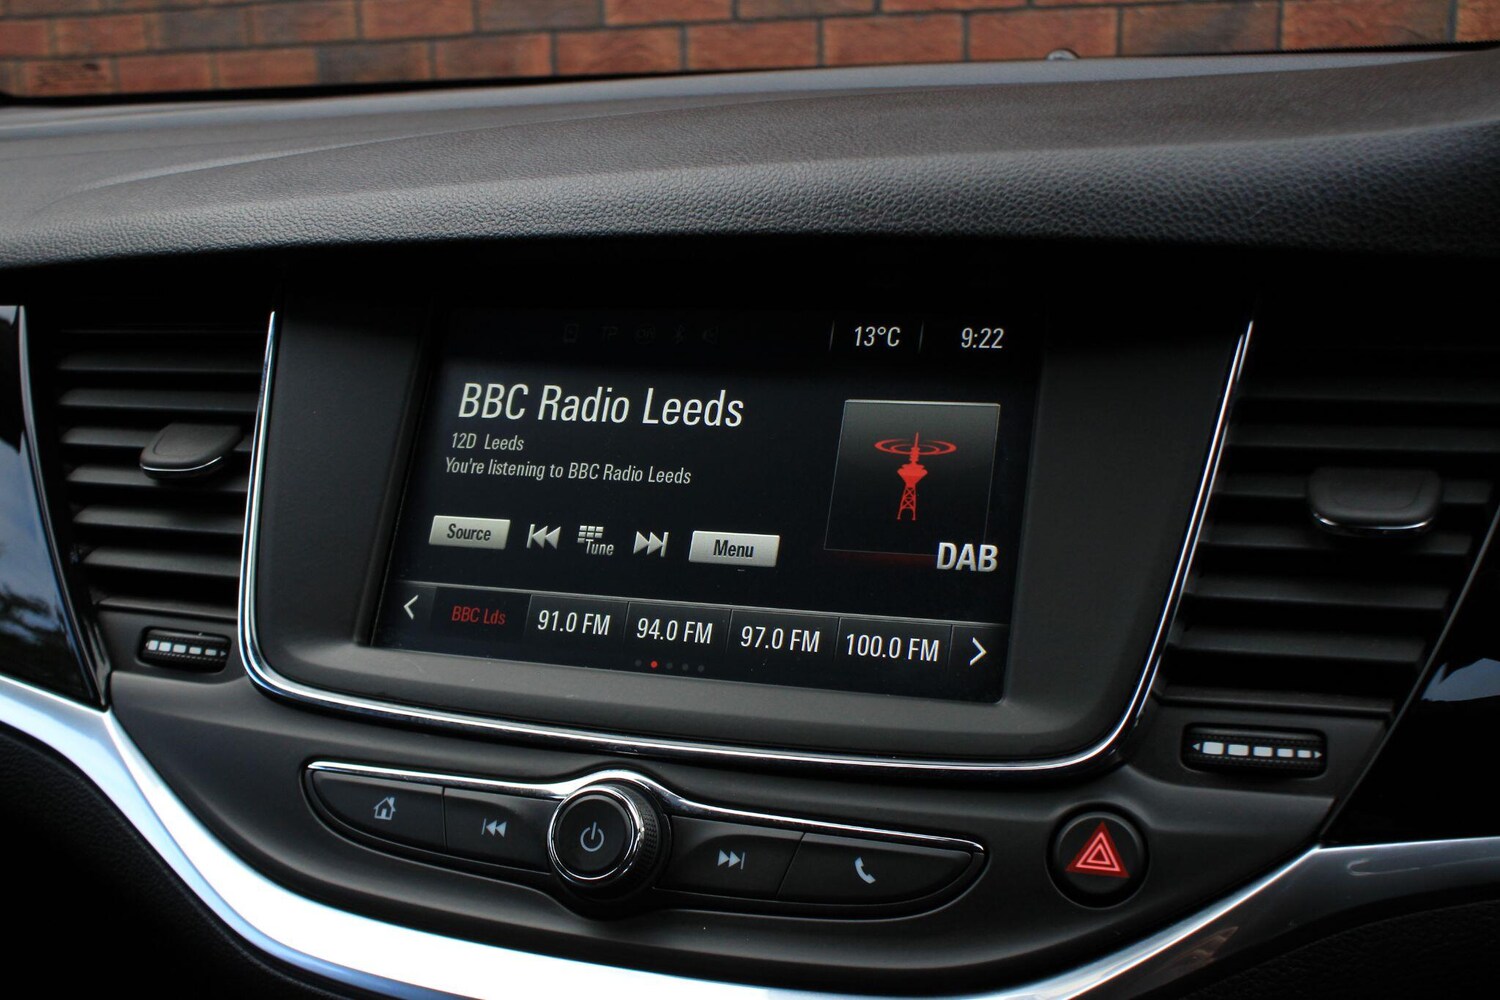 13°C 9:22
BBC Radio Leeds
12D Leeds
You're listening to BBC Radio Leeds
Source Tune Menu
DAB
BBC Lds 91.0 FM 94.0 FM 97.0 FM 100.0 FM